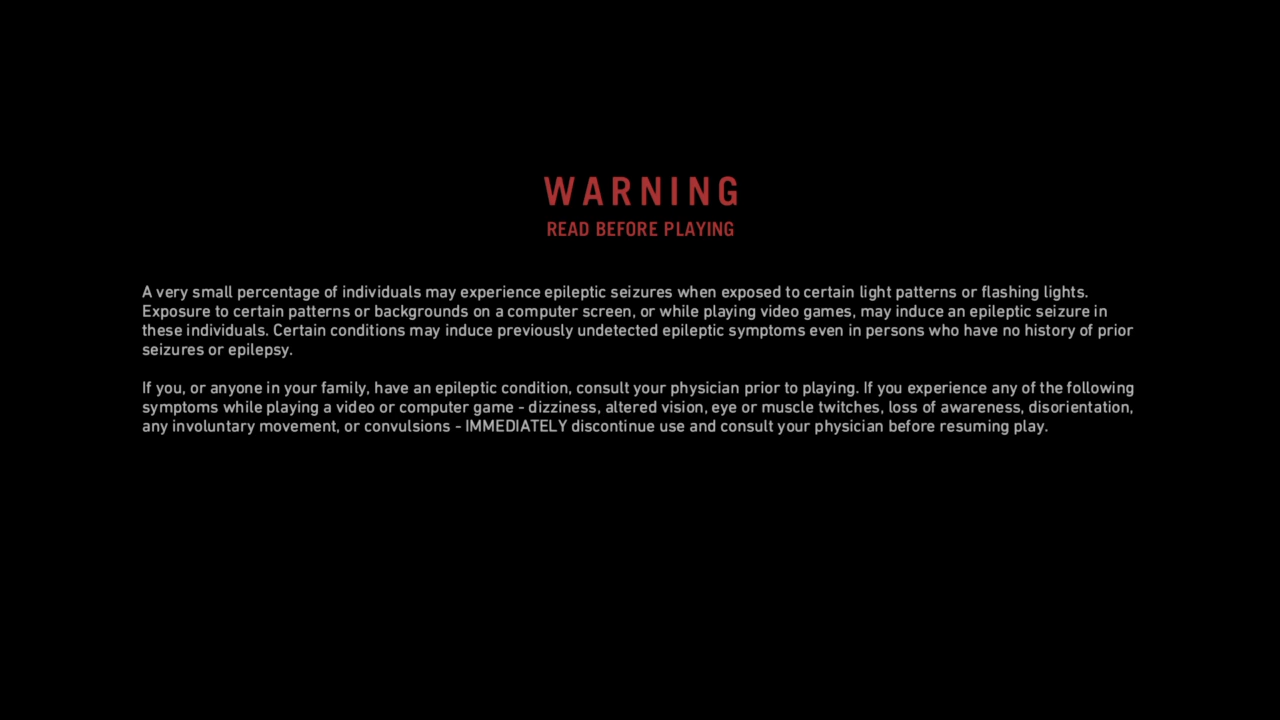 WARNING
READ BEFORE PLAYING
A very small percentage of individuals may experience epileptic seizures when exposed to certain light patterns or flashing lights.
Exposure to certain patterns or backgrounds on a computer screen, or while playing video games, may induce an epileptic seizure in
these individuals. Certain conditions may induce previously undetected epileptic symptoms even in persons who have no history of prior
seizures or epilepsy.
If you, or anyone in your family, have an epileptic condition, consult your physician prior to playing. If you experience any of the following
symptoms while playing a video or computer game - dizziness, altered vision, eye or muscle twitches, loss of awareness, disorientation,
any involuntary movement, or convulsions - IMMEDIATELY discontinue use and consult your physician before resuming play.